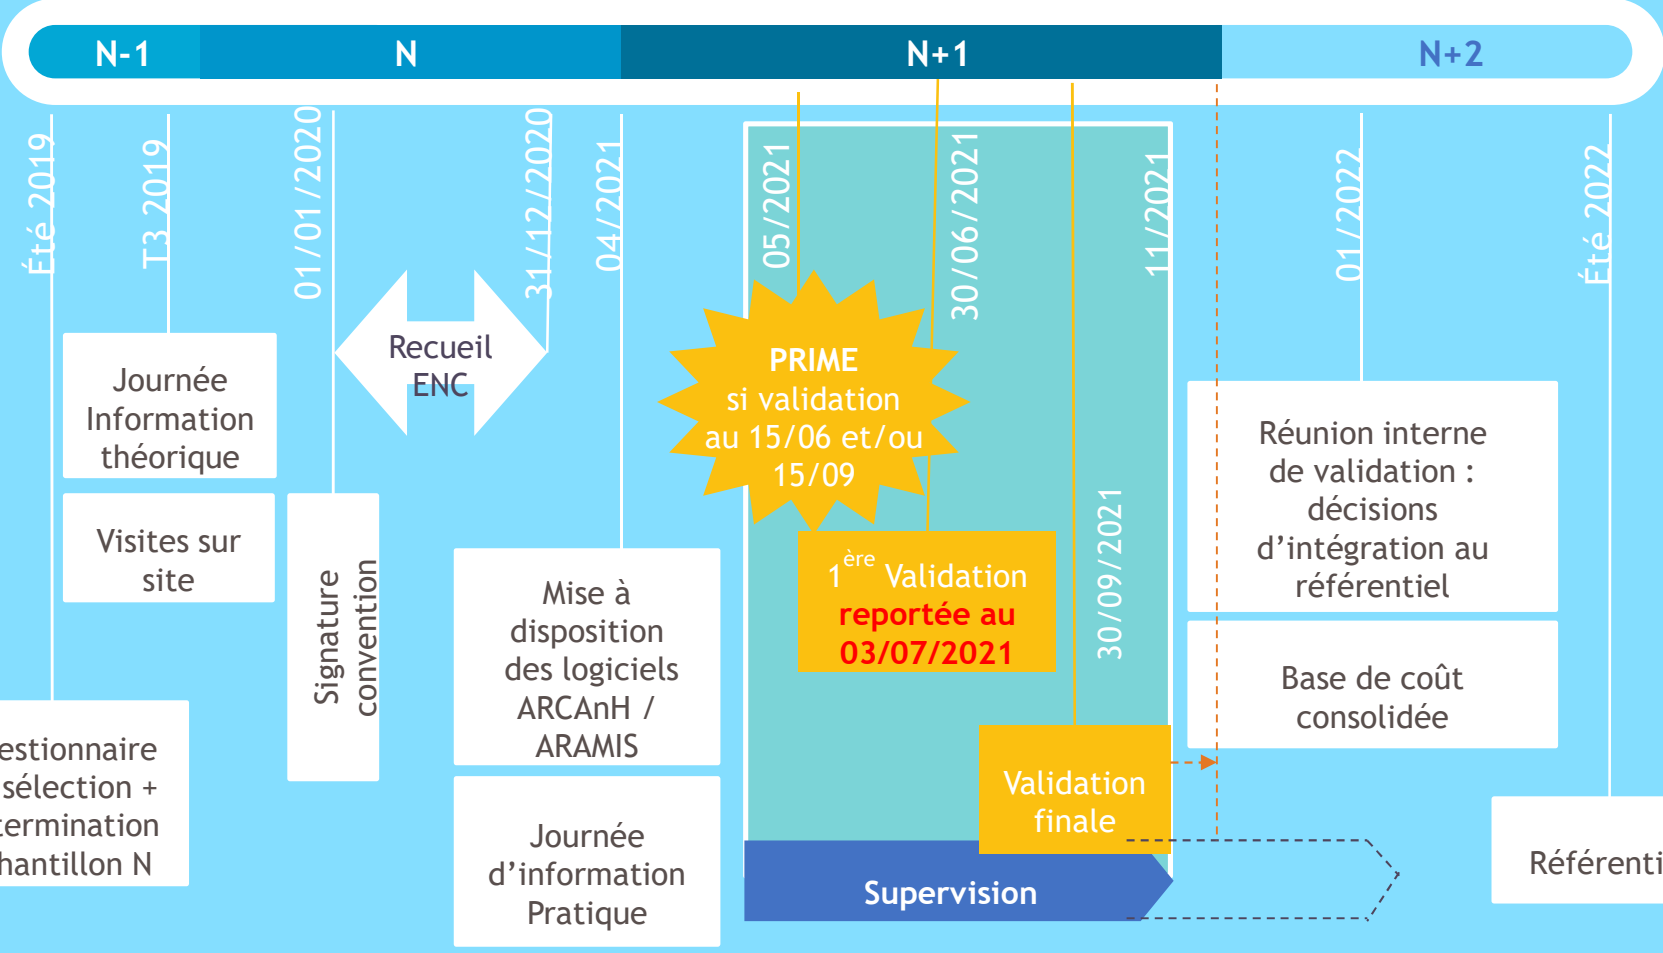 N-1
N
N+1
N+2
Été 2019
T3 2019
01/01/2020
31/12/2020
04/2021
05/2021
30/06/2021
11/2021
01/2022
Été 2022
Journée
Information
théorique
Visites sur
site
Recueil
ENC
Signature
convention
PRIME
si validation
au 15/06 et/ou
15/09
1ère Validation
reportée au
03/07/2021
30/09/2021
Mise à
disposition
des logiciels
ARCAnH /
ARAMIS
Journée
d’information
Pratique
Réunion interne
de validation :
décisions
d’intégration au
référentiel
Base de coût
consolidée
Validation
finale
Supervision
estionnaire
sélection +
termination
hantillon N
Référenti